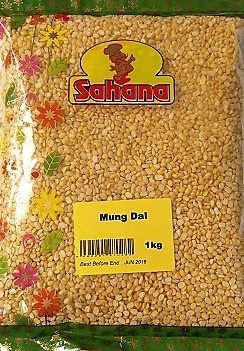 Sahana
Mung Dal
1kg
Best Before End : JUN 2019